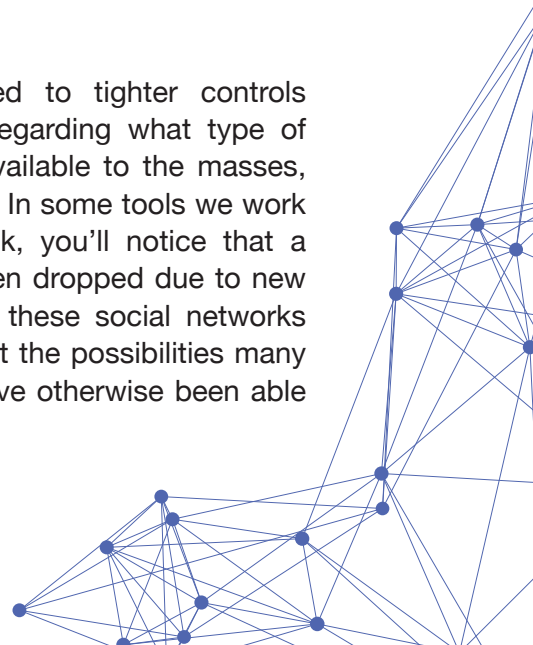 ed to tighter controls
egarding what type of
vailable to the masses,
In some tools we work
k, you’ll notice that a
en dropped due to new
these social networks
t the possibilities many
ve otherwise been able